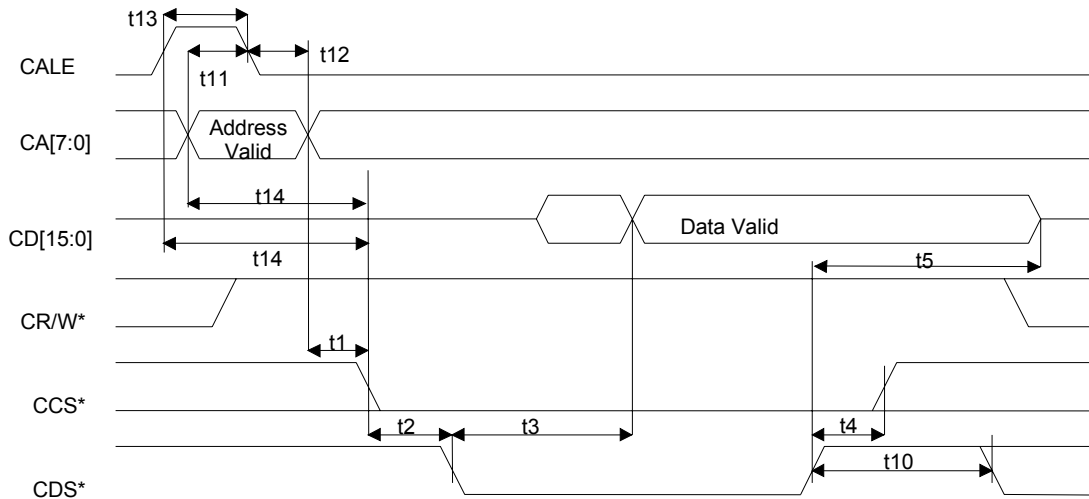 t13
t12
CALE
t11
CA[7:0]
Address
Valid
t14
CD[15:0]
Data Valid
t14
t5
CR/W*
t1
CCS*
t2
t3
t4
t10
CDS*